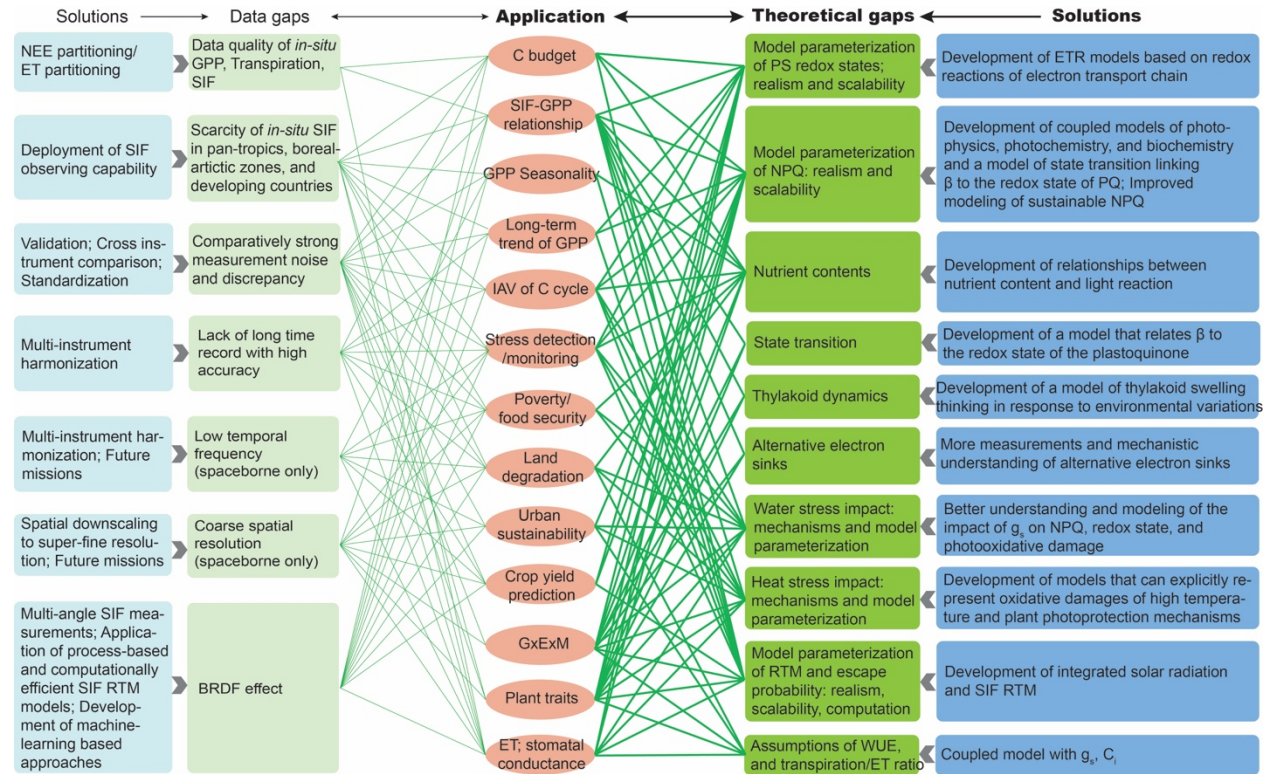 Solutions
Data gaps
Application
Theoretical gaps
Solutions
NEE partitioning/
ET partitioning
Data quality of in-situ
GPP, Transpiration,
SIF
Deployment of SIF
observing capability
Scarcity of in-situ SIF
in pan-tropics, boreal-
artictic zones, and
developing countries
Validation; Cross ins-
trument comparison;
Standardization
Comparatively strong
measurement noise
and discrepancy
Multi-instrument
harmonization
Lack of long time
record with high
accuracy
Multi-instrument har-
monization; Future
missions
Low temporal
frequency
(spaceborne only)
Spatial downscaling
to super-fine resolu-
tion; Future missions
Coarse spatial
resolution
(spaceborne only)
Multi-angle SIF mea-
surements; Applica-
tion of process-based
and computationally
efficient SIF RTM
models; Develop-
ment of machine-
learning based
approaches
BRDF effect
C budget
SIF-GPP
relationship
GPP Seasonality
Long-term
trend of GPP
IAV of C cycle
Stress detection
/monitoring
Poverty/
food security
Land
degradation
Urban
sustainability
Crop yield
prediction
GxExM
Plant traits
ET; stomatal
conductance
Model parameterization
of PS redox states;
realism and scalability
Development of ETR models based on redox
reactions of electron transport chain
Model parameterization
of NPQ: realism and
scalability
Development of coupled models of photo-
physics, photochemistry, and biochemistry
and a model of state transition linking
β to the redox state of PQ; Improved
modeling of sustainable NPQ
Nutrient contents
Development of relationships between
nutrient content and light reaction
State transition
Development of a model that relates β to
the redox state of the plastoquinone
Thylakoid dynamics
Development of a model of thylakoid swelling
thinking in response to environmental variations
Alternative electron
sinks
More measurements and mechanistic
understanding of alternative electron sinks
Water stress impact:
mechanisms and model
parameterization
Better understanding and modeling of the
impact of gs on NPQ, redox state, and
photooxidative damage
Heat stress impact:
mechanisms and model
parameterization
Development of models that can explicitly re-
present oxidative damages of high tempera-
ture and plant photoprotection mechanisms
Model parameterization
of RTM and escape
probability: realism,
scalability, computation
Development of integrated solar radiation
and SIF RTM
Assumptions of WUE,
and transpiration/ET ratio
Coupled model with gs, Ci